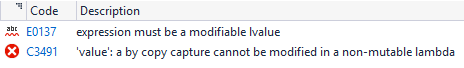 Code Description
abc E0137 expression must be a modifiable lvalue
C3491 'value': a by copy capture cannot be modified in a non-mutable lambda